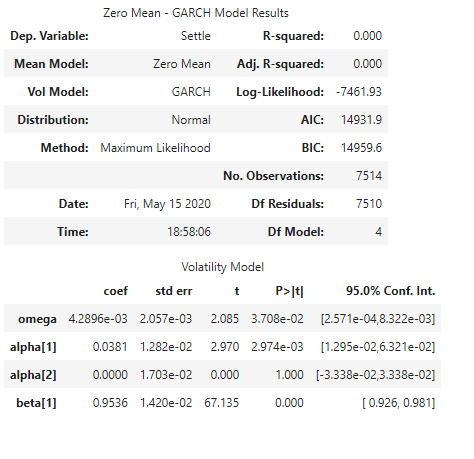 Zero Mean - GARCH Model Results
Dep. Variable: Settle R-squared: 0.000
Mean Model: Zero Mean Adj. R-squared: 0.000
Vol Model: GARCH Log-Likelihood: -7461.93
Distribution: Normal AIC: 14931.9
Method: Maximum Likelihood BIC: 14959.6
No. Observations: 7514
Date: Fri, May 15 2020 Df Residuals: 7510
Time: 18:58:06 Df Model: 4
Volatility Model
coef std err t P>|t| 95.0% Conf. Int.
omega 4.2896e-03 2.057e-03 2.085 3.708e-02 [2.571e-04,8.322e-03]
alpha[1] 0.0381 1.282e-02 2.970 2.974e-03 [1.295e-02,6.321e-02]
alpha[2] 0.0000 1.703e-02 0.000 1.000 [-3.338e-02,3.338e-02]
beta[1] 0.9536 1.420e-02 67.135 0.000 [ 0.926, 0.981]